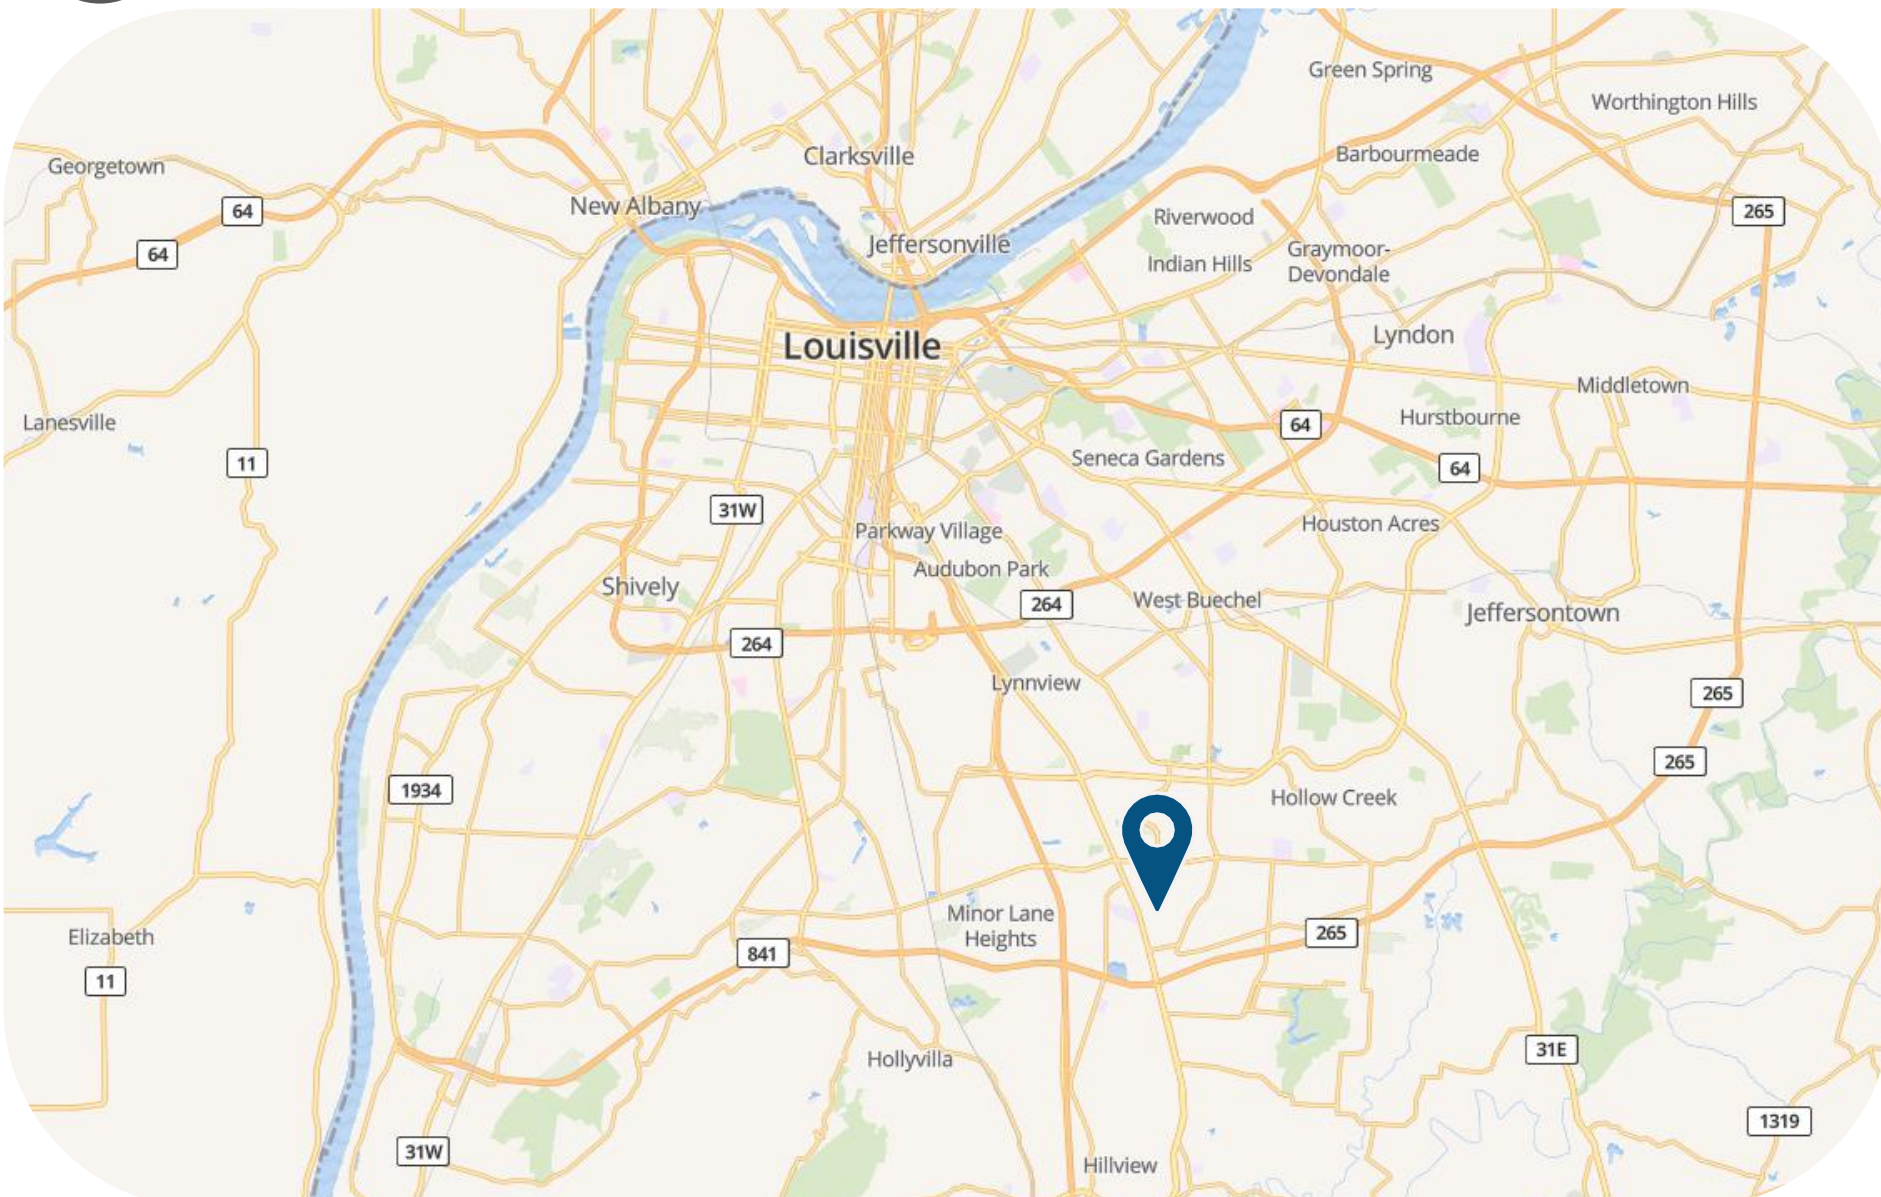 Green Spring
Worthington Hills
Georgetown
Clarksville
Barbourmeade
64
New Albany
265
Riverwood
64
Jeffersonville
Graymoor-
Devondale
Indian Hills
Louisville
Lyndon
Middletown
Lanesville
64
Hurstbourne
11
Seneca Gardens
64
31W
Parkway Village
Houston Acres
Audubon Park
Shively
264
West Buechel
Jeffersontown
264
Lynnview
265
265
1934
Hollow Creek
Minor Lane
Heights
Elizabeth
841
265
11
Hollyvilla
31E
1319
31W
Hillview